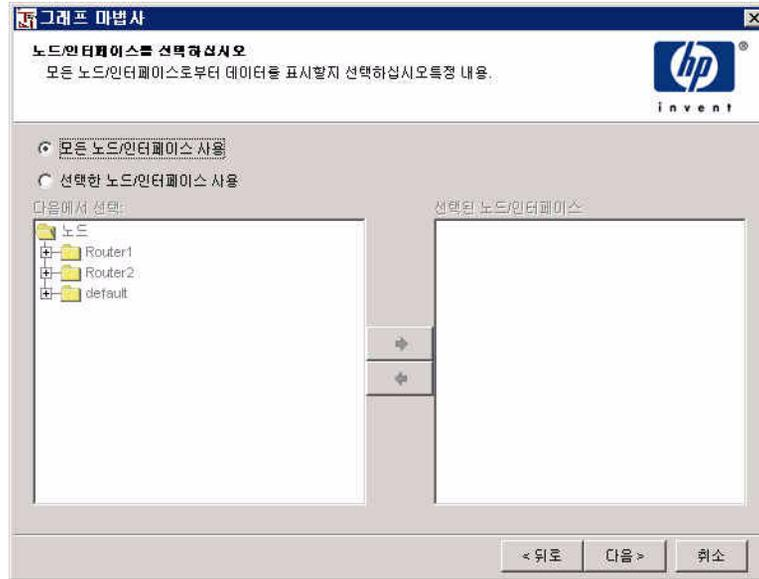 그래프 마법사
노드/인터페이스를 선택하십시오
모든 노드/인터페이스로부터 데이터를 표시할지 선택하십시오특정 내용.
hp
®
invent
모든 노드/인터페이스 사용
선택한 노드/인터페이스 사용
다음에서 선택:
선택된 노드/인터페이스
노드
Router1
Router2
default
< 뒤로
다음 >
취소